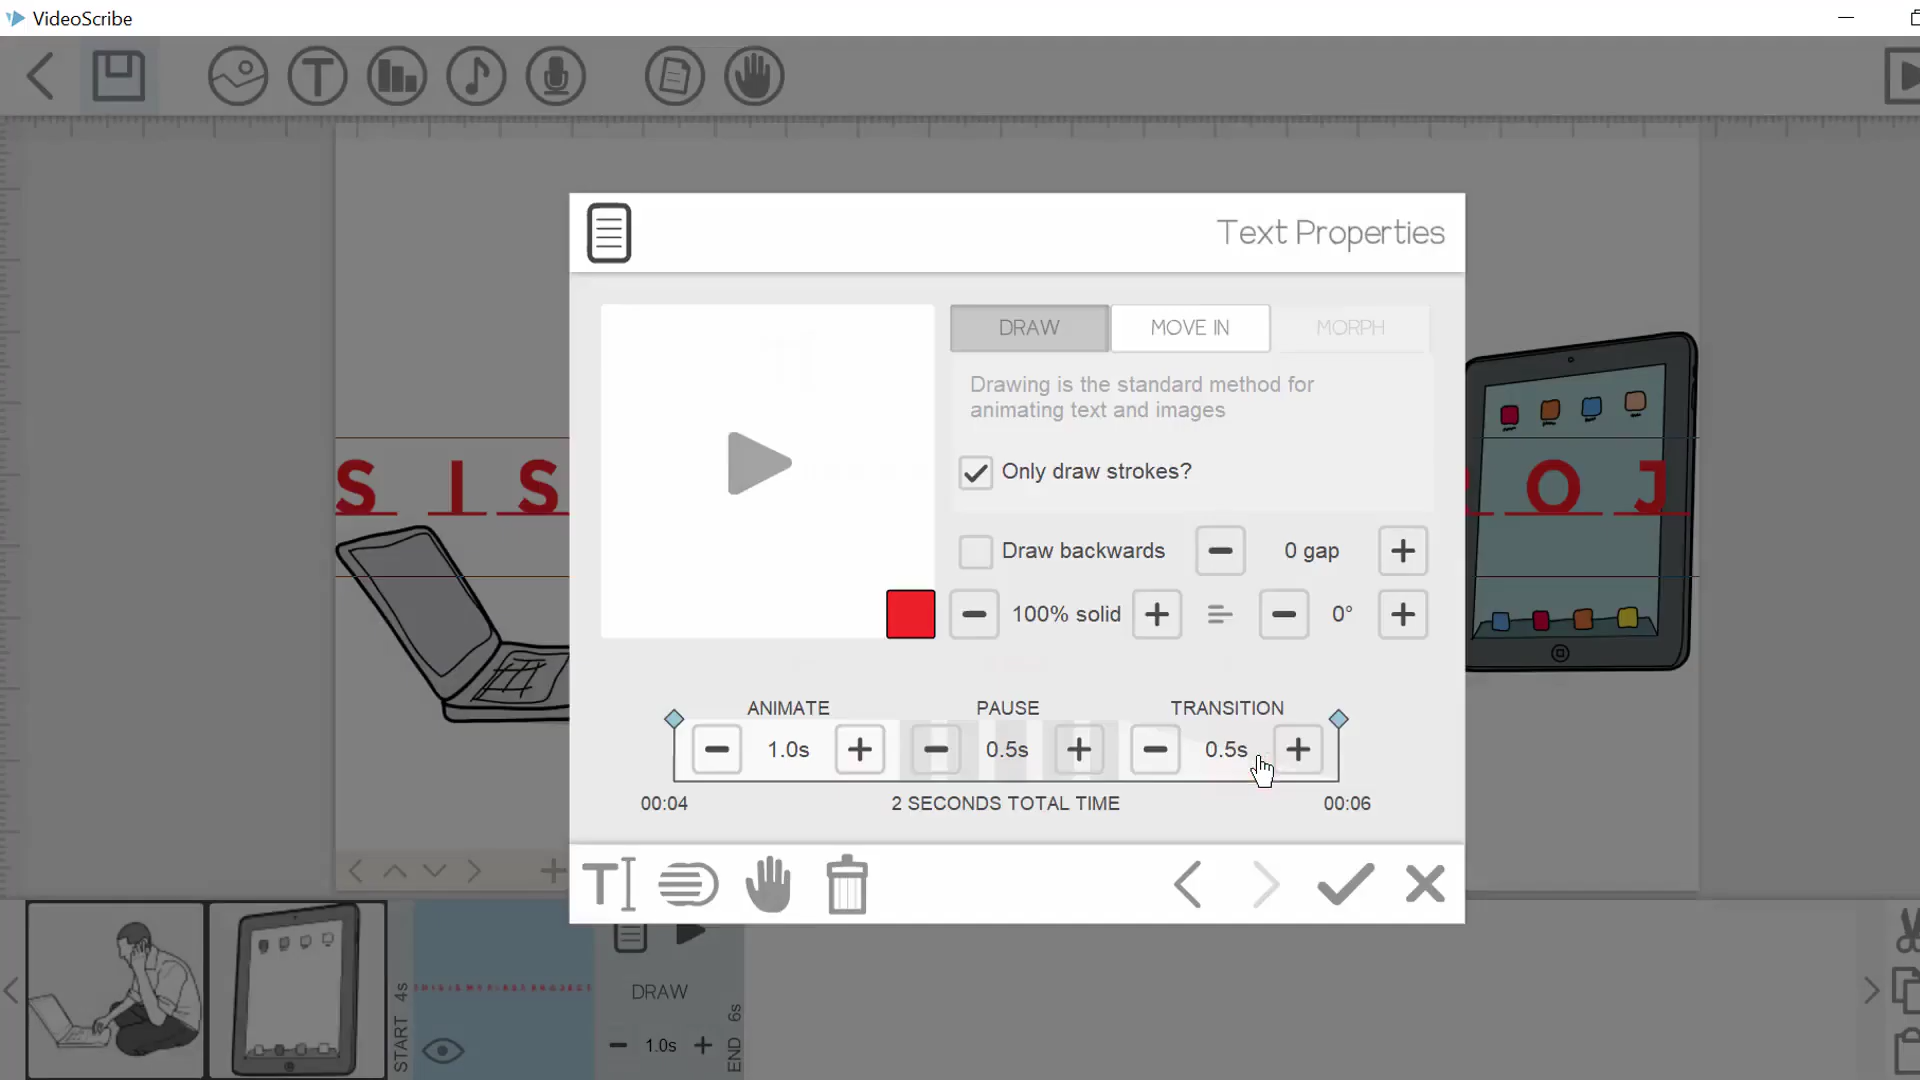 VideoScribe
Text Properties
DRAW MOVE IN MORPH
Drawing is the standard method for
animating text and images
Only draw strokes?
S I S
O J
Draw backwards 0 gap
100% solid 0°
ANIMATE PAUSE TRANSITION
1.0s 0.5s 0.5s
00:04 2 SECONDS TOTAL TIME 00:06
START 4s
DRAW
1.0s
END 6s